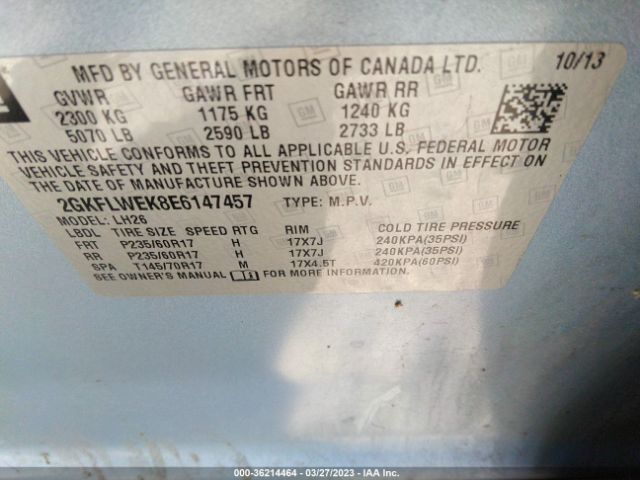 MFD BY GENERAL MOTORS OF CANADA LTD. 10/13
GVWR GAWR FRT GAWR RR
2300 KG 1175 KG 1240 KG
5070 LB 2590 LB 2733 LB
THIS VEHICLE CONFORMS TO ALL APPLICABLE U.S. FEDERAL MOTOR
VEHICLE SAFETY AND THEFT PREVENTION STANDARDS IN EFFECT ON
THE DATE OF MANUFACTURE SHOWN ABOVE.
2GKFLWEK8E6147457 TYPE: M.P.V.
MODEL: LH26
LBDL TIRE SIZE SPEED RTG RIM COLD TIRE PRESSURE
FRT P235/60R17 H 17X7J 240KPA(35PSI)
RR P235/60R17 H 17X7J 240KPA(35PSI)
SPA T145/70R17 M 17X4.5T 420KPA(60PSI)
SEE OWNER'S MANUAL FOR MORE INFORMATION.
000-36214464 - 03/27/2023 - IAA Inc.